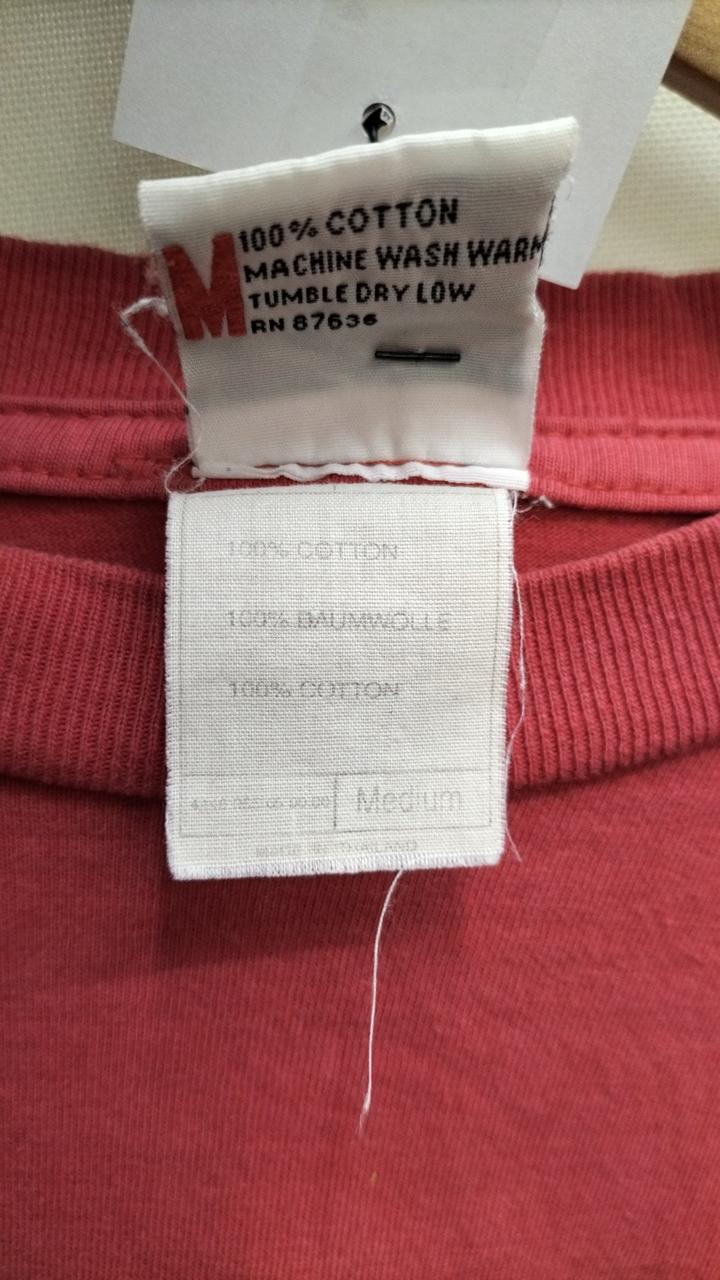 M
100% COTTON
MACHINE WASH WARM
TUMBLE DRY LOW
RN 87636
100% COTTON
100% BAUMWOLLE
100% COTTON
Medium
MADE IN THAILAND